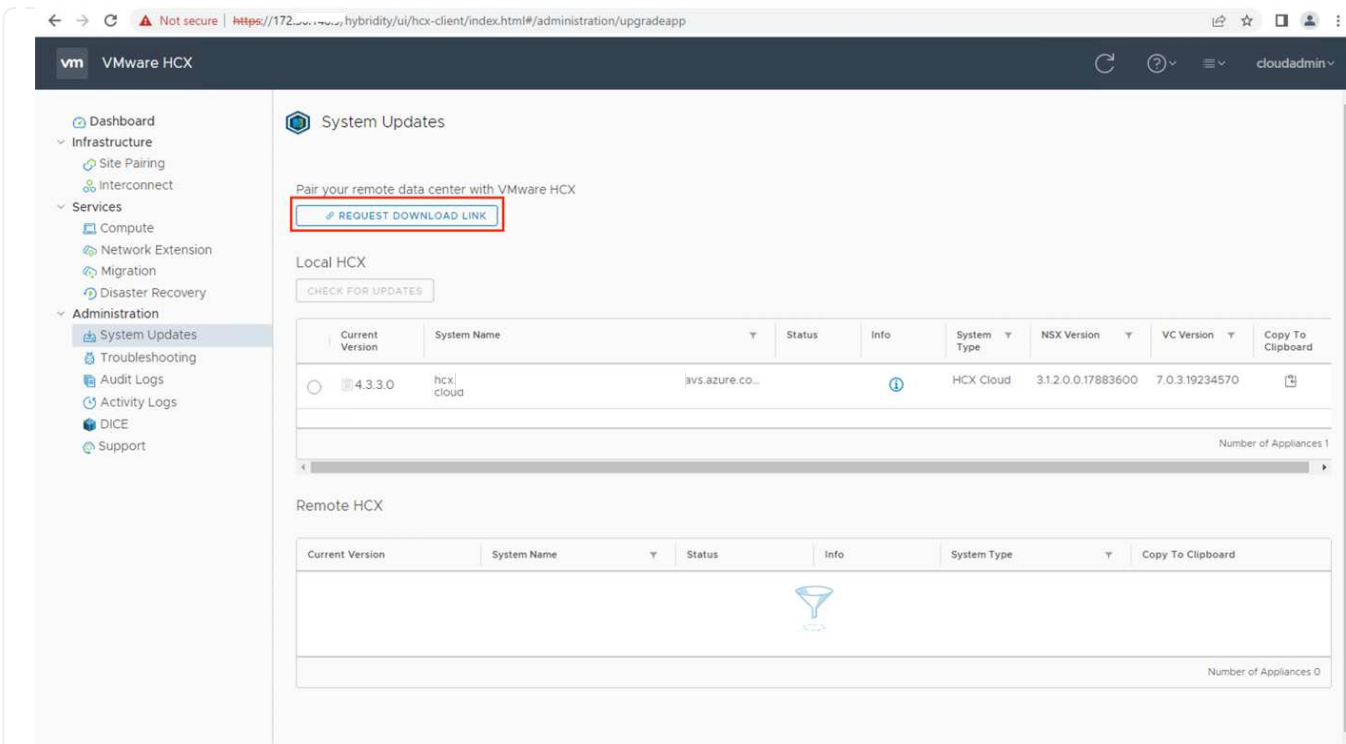 Not secure | https://172. hybridity/ui/hcx-client/index.html#/administration/upgradeapp
vm VMware HCX
cloudadmin
Dashboard
Infrastructure
Site Pairing
Interconnect
Services
Compute
Network Extension
Migration
Disaster Recovery
Administration
System Updates
Troubleshooting
Audit Logs
Activity Logs
DICE
Support
System Updates
Pair your remote data center with VMware HCX
REQUEST DOWNLOAD LINK
Local HCX
CHECK FOR UPDATES
Current Version System Name Status Info System Type NSX Version VC Version Copy To Clipboard
4.3.3.0 hcx cloud avs.azure.co... HCX Cloud 3.1.2.0.0.17883600 7.0.3.19234570
Number of Appliances 1
Remote HCX
Current Version System Name Status Info System Type Copy To Clipboard
Number of Appliances 0